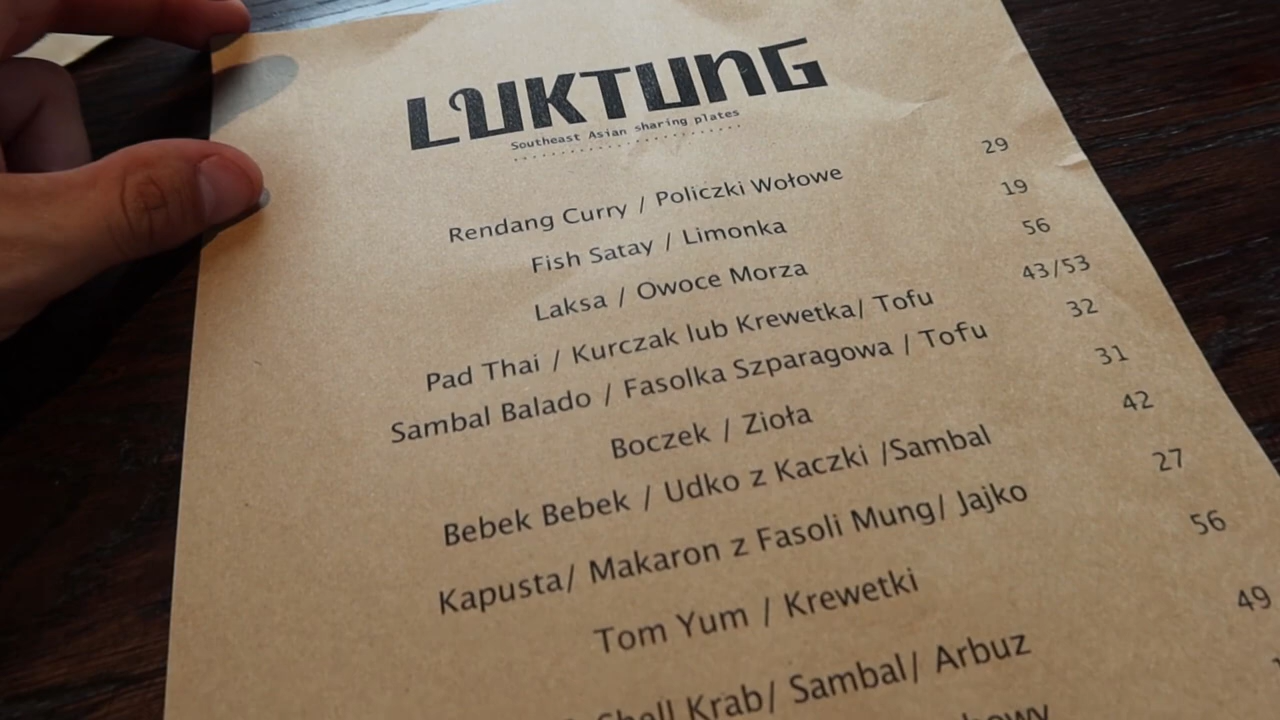 LUKTUNG
Southeast Asian sharing plates
Rendang Curry / Policzki Wołowe 29
Fish Satay / Limonka 19
Laksa / Owoce Morza 56
Pad Thai / Kurczak lub Krewetka/ Tofu 43/53
Sambal Balado / Fasolka Szparagowa / Tofu 32
Boczek / Zioła 31
Bebek Bebek / Udko z Kaczki /Sambal 42
Kapusta/ Makaron z Fasoli Mung/ Jajko 27
Tom Yum / Krewetki 56
Shell Krab/ Sambal/ Arbuz 49